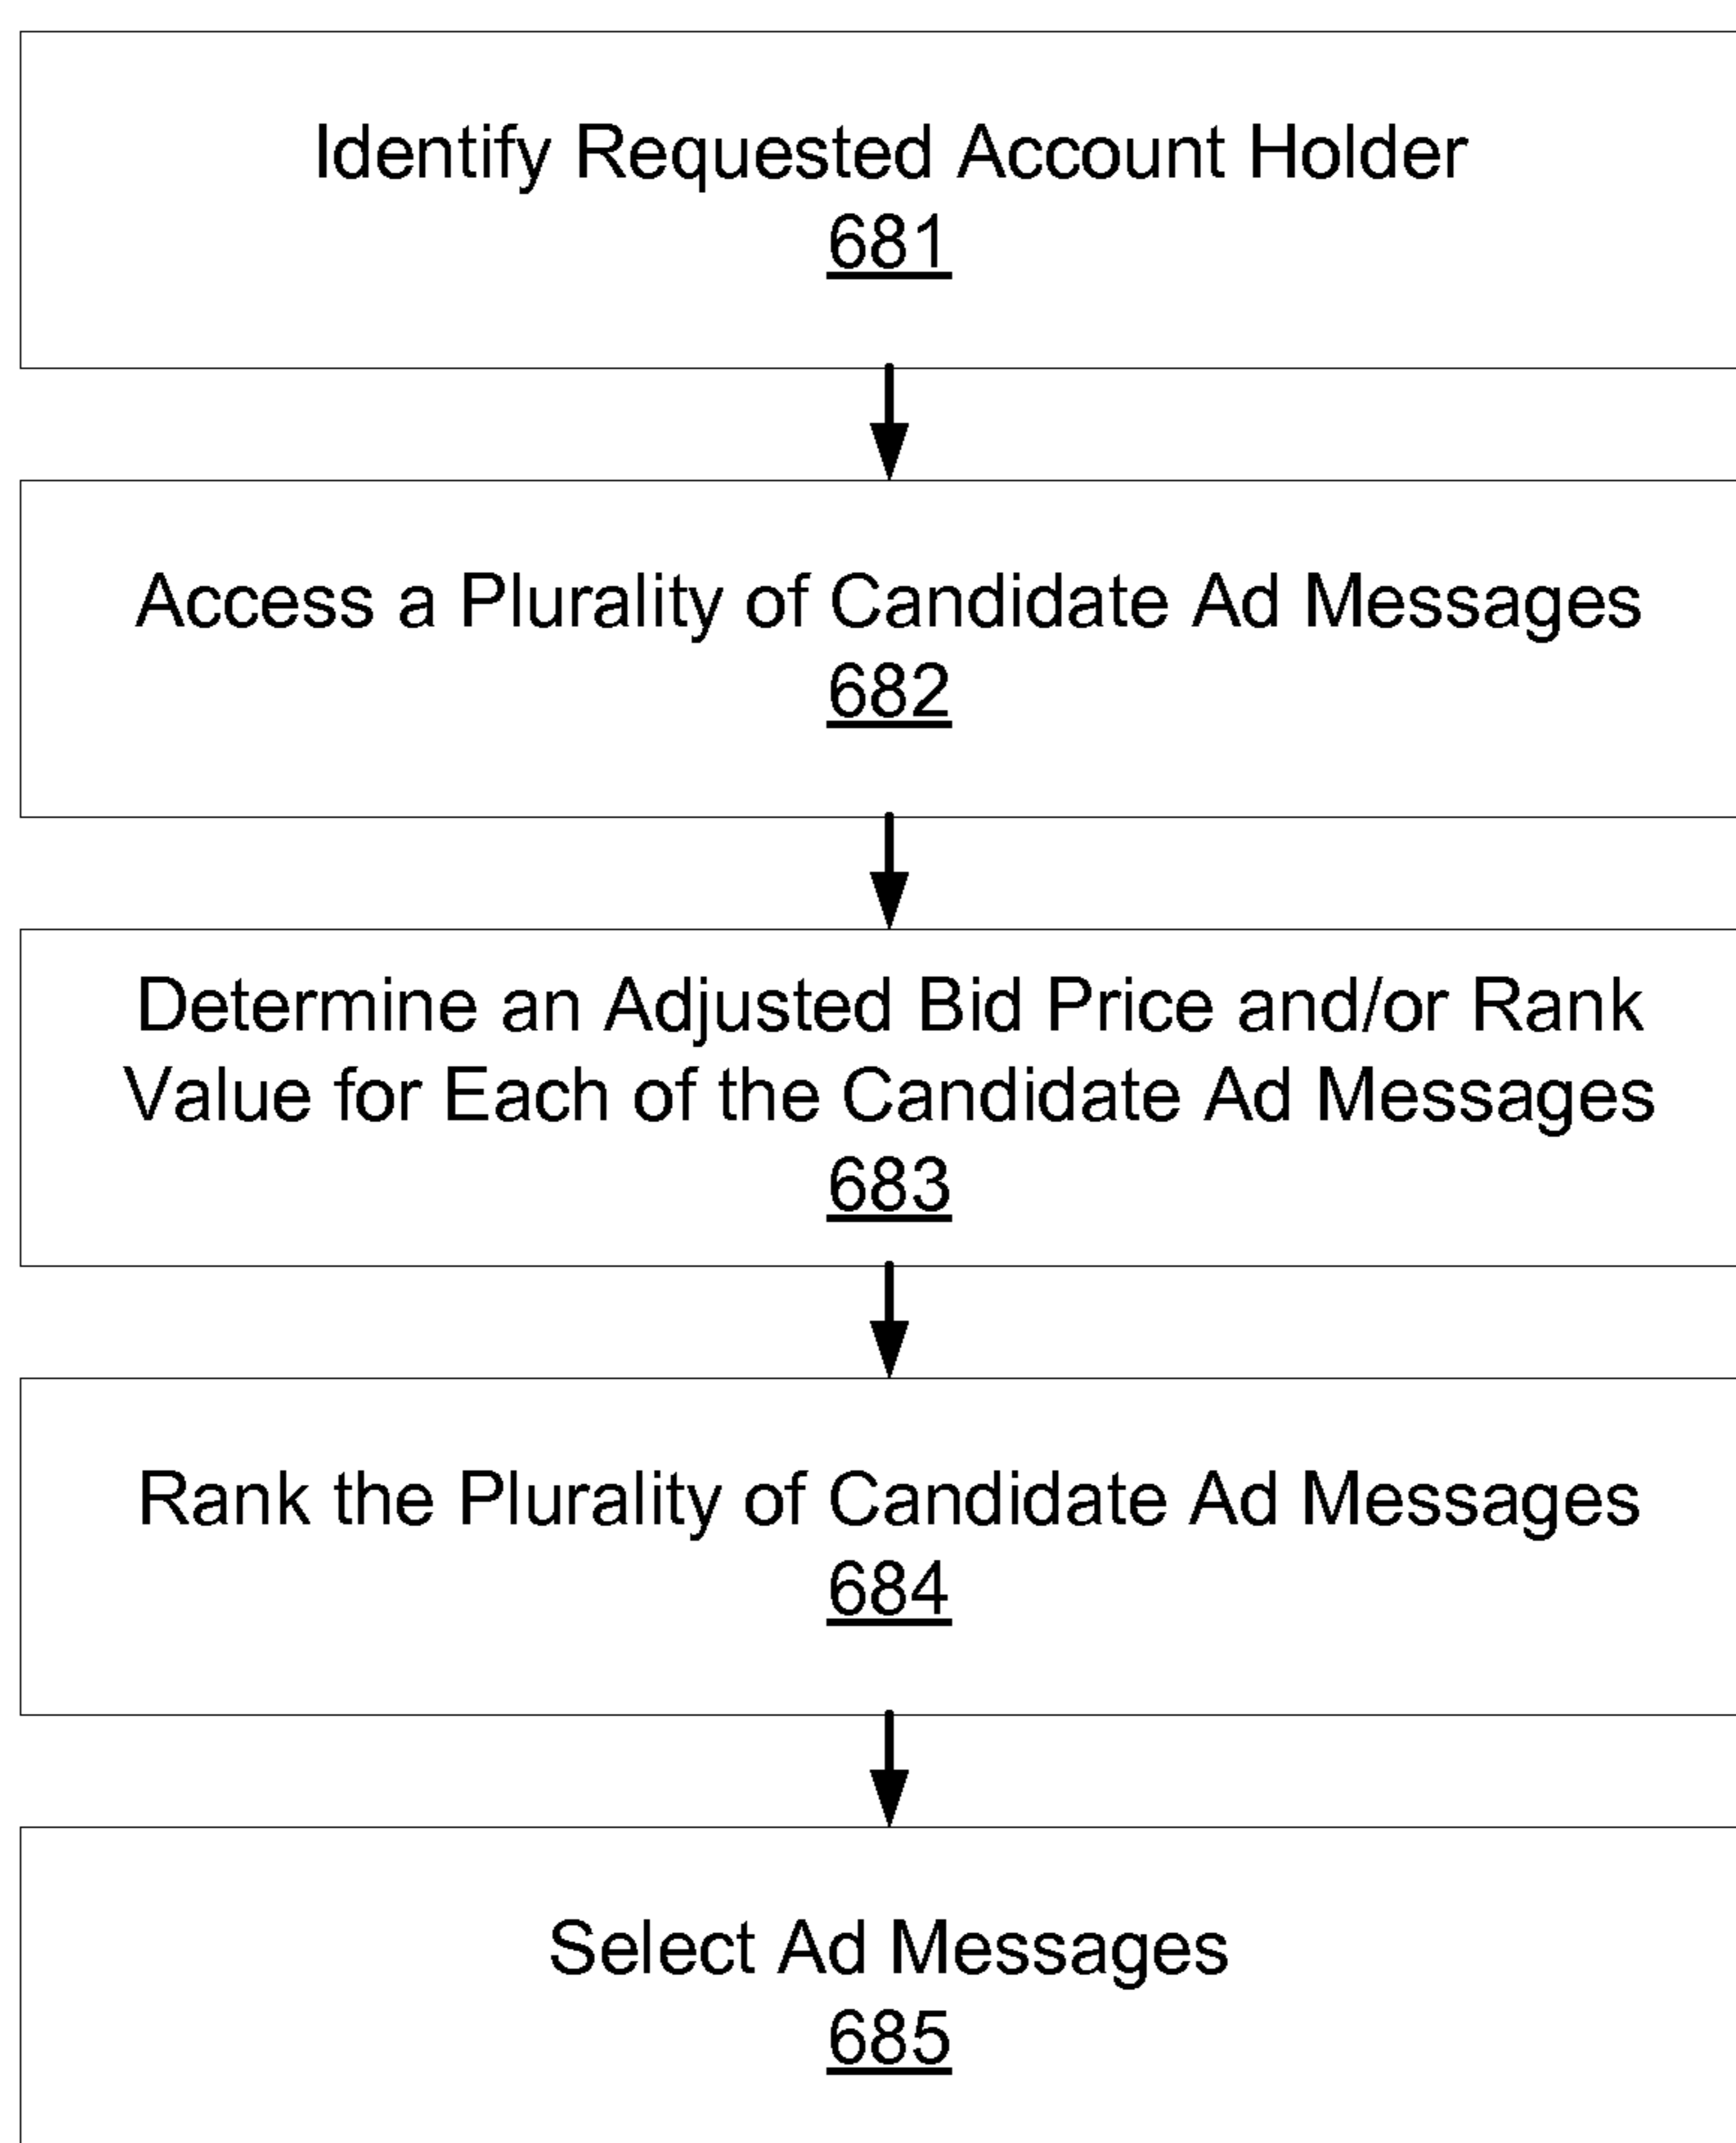 Identify Requested Account Holder
681
Access a Plurality of Candidate Ad Messages
682
Determine an Adjusted Bid Price and/or Rank
Value for Each of the Candidate Ad Messages
683
Rank the Plurality of Candidate Ad Messages
684
Select Ad Messages
685